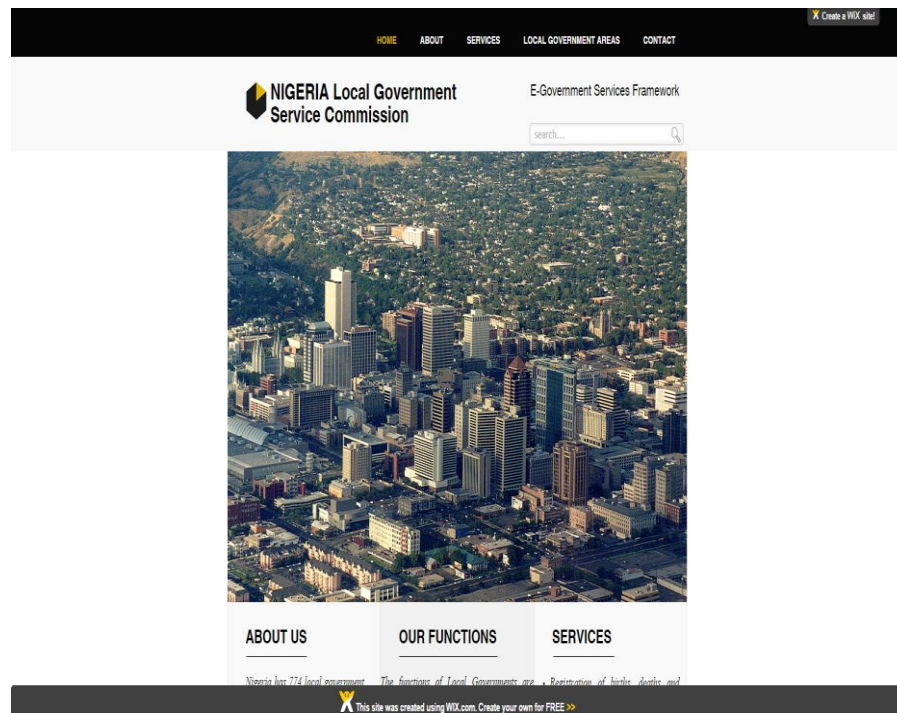 Create a WIX site!
HOME ABOUT SERVICES LOCAL GOVERNMENT AREAS CONTACT
NIGERIA Local Government
Service Commission
E-Government Services Framework
search...
ABOUT US
OUR FUNCTIONS
SERVICES
Nigeria has 774 local government
The functions of Local Governments are
• Registration of births, deaths and
This site was created using WIX.com. Create your own for FREE >>